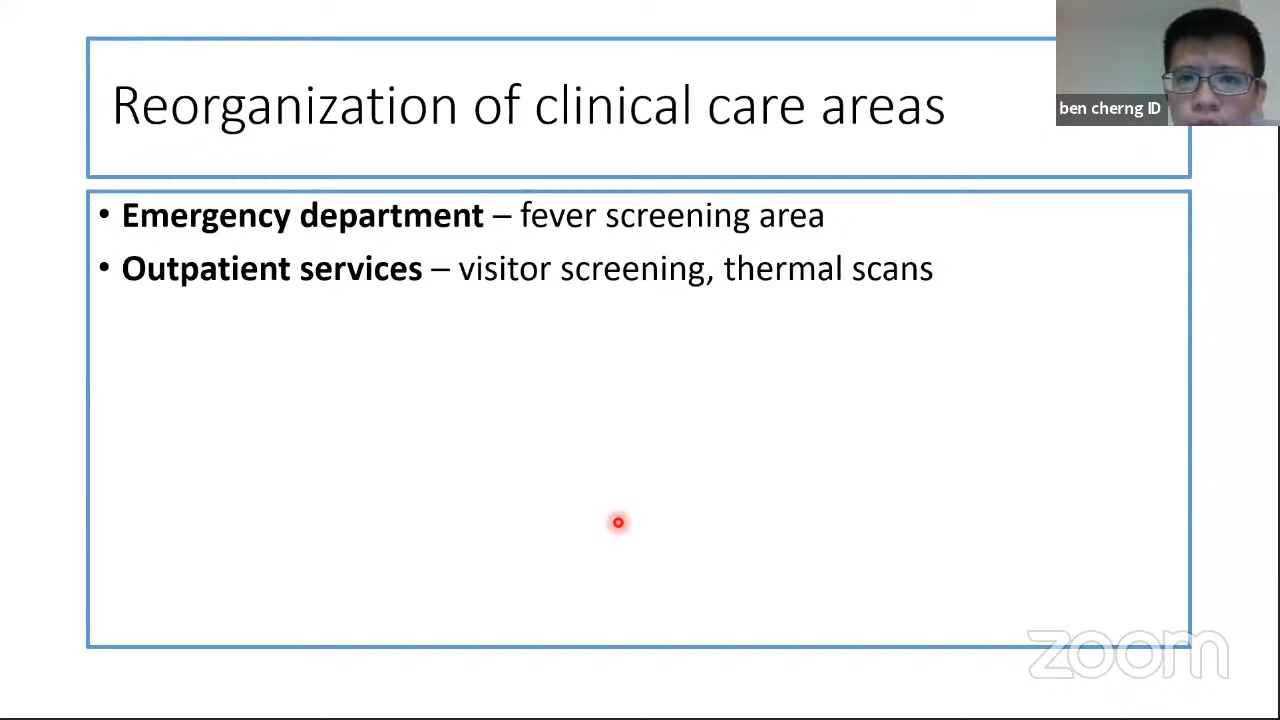 Reorganization of clinical care areas
ben cherng ID
• Emergency department – fever screening area
• Outpatient services – visitor screening, thermal scans
zoom